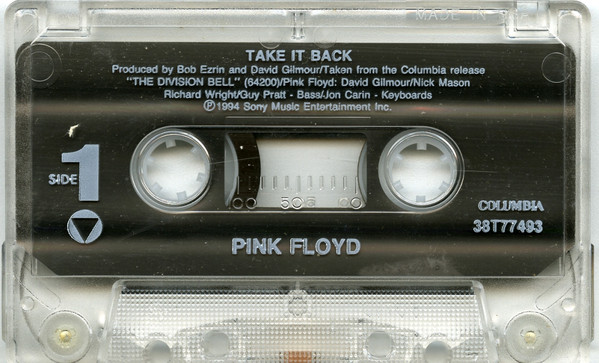 MADE IN
TAKE IT BACK
Produced by Bob Ezrin and David Gilmour/Taken from the Columbia release
"THE DIVISION BELL" (64200)/Pink Floyd: David Gilmour/Nick Mason
Richard Wright/Guy Pratt - Bass/Jon Carin - Keyboards
Ⓟ1994 Sony Music Entertainment Inc.
SIDE 1
50
COLUMBIA
38T77493
PINK FLOYD